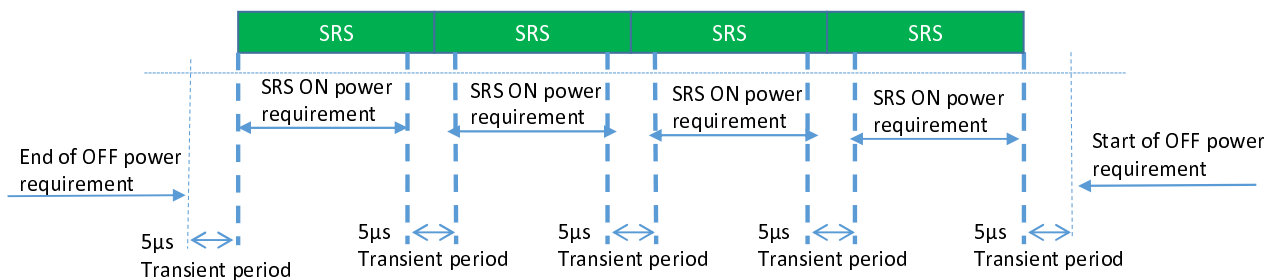 SRS SRS SRS SRS
SRS ON power
requirement
SRS ON power
requirement
SRS ON power
requirement
SRS ON power
requirement
End of OFF power
requirement
Start of OFF power
requirement
5µs
Transient period
5µs
Transient period
5µs
Transient period
5µs
Transient period
5µs
Transient period